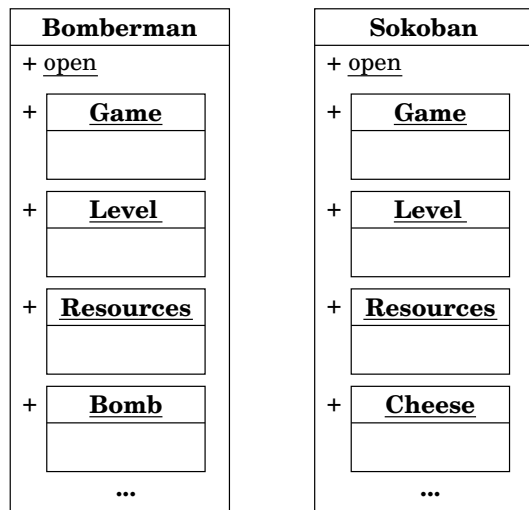 Bomberman
+ open
+ Game
+ Level
+ Resources
+ Bomb
...
Sokoban
+ open
+ Game
+ Level
+ Resources
+ Cheese
...